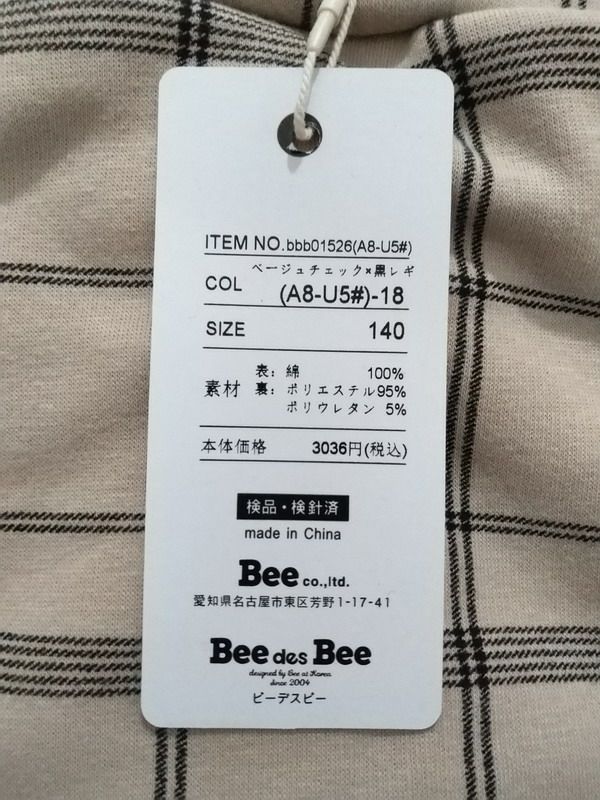 ITEM NO.bbb01526(A8-U5#)
ベージュチェック×黒レギ
COL (A8-U5#)-18
SIZE 140
表: 綿 100%
素材 裏: ポリエステル95%
ポリウレタン 5%
本体価格 3036円(税込)
検品・検針済
made in China
Bee co.,ltd.
愛知県名古屋市東区芳野1-17-41
Bee des Bee
designed by Bee at Korea
since 2004
ビーデスビー